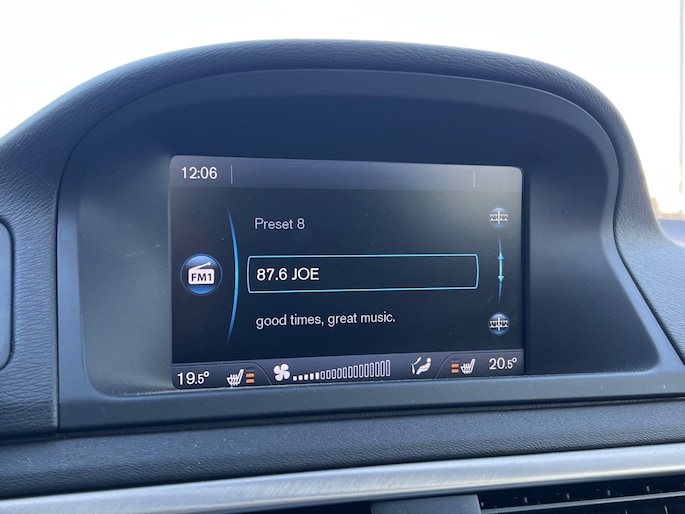 12:06
Preset 8
FM1
87.6 JOE
good times, great music.
19.5°
20.5°